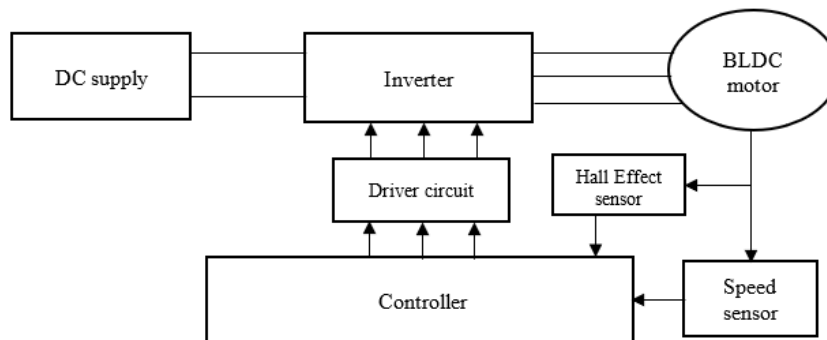 DC supply
Inverter
BLDC
motor
Driver circuit
Hall Effect
sensor
Controller
Speed
sensor